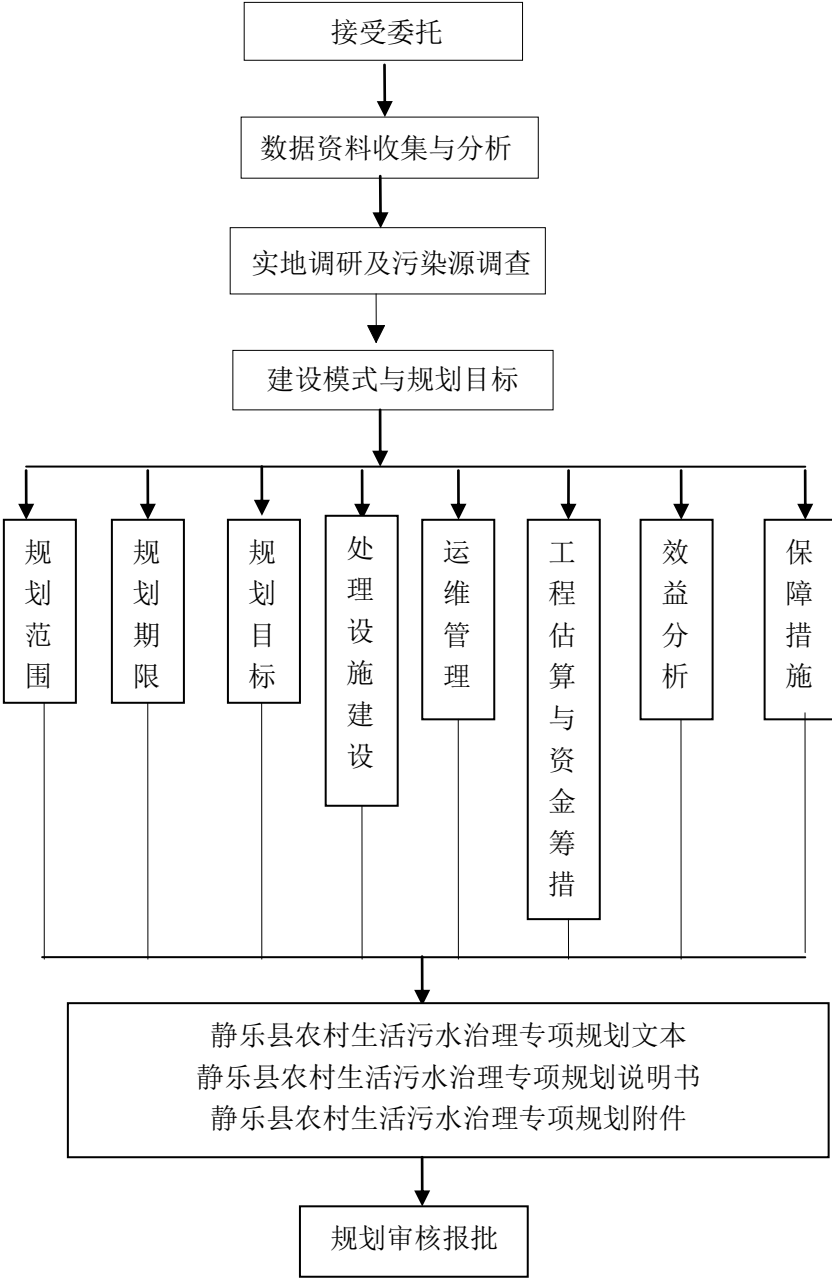 接受委托
数据资料收集与分析
实地调研及污染源调查
建设模式与规划目标
规划范围
规划期限
规划目标
处理设施建设
运维管理
工程估算与资金筹措
效益分析
保障措施
静乐县农村生活污水治理专项规划文本
静乐县农村生活污水治理专项规划说明书
静乐县农村生活污水治理专项规划附件
规划审核报批